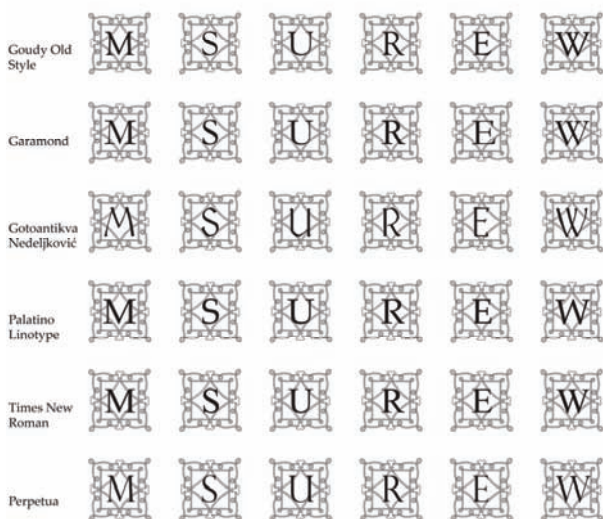 Goudy Old
Style
M S U R E W
Garamond
M S U R E W
Gotoantikva
Nedeljković
M S U R E W
Palatino
Linotype
M S U R E W
Times New
Roman
M S U R E W
Perpetua
M S U R E W